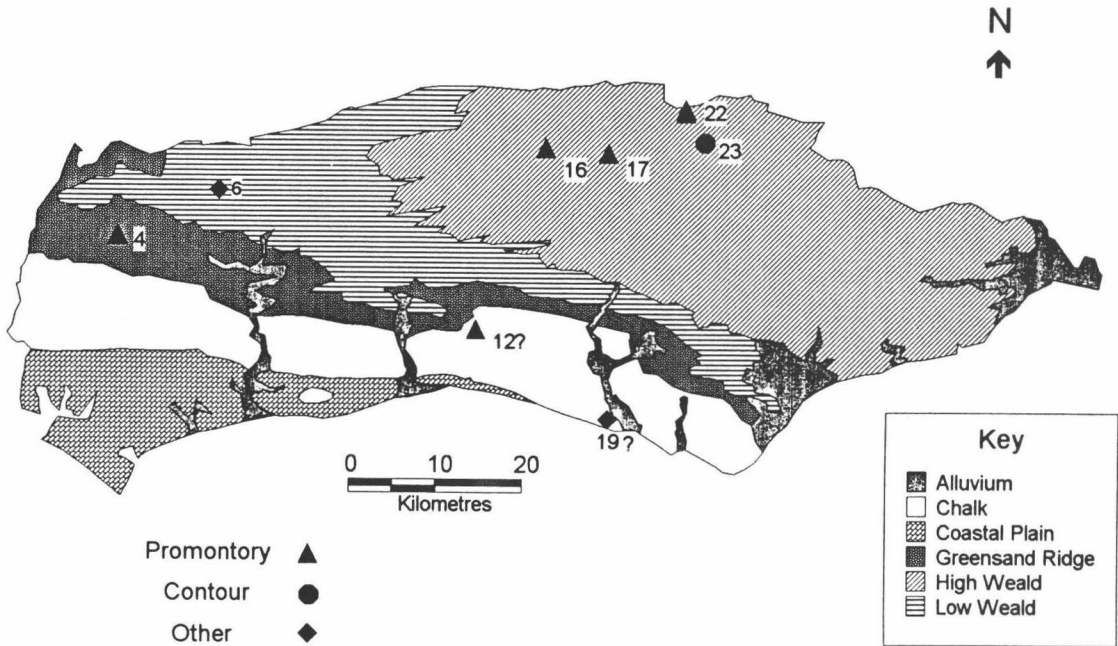 N
22
23
16
17
6
4
12?
19?
0 10 20
Kilometres
Key
Alluvium
Chalk
Coastal Plain
Greensand Ridge
High Weald
Low Weald
Promontory
Contour
Other